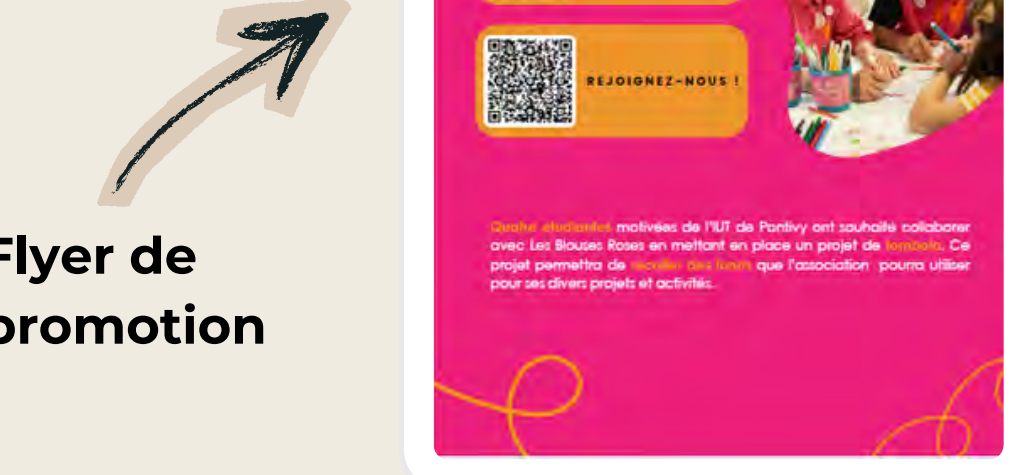 REJOIGNEZ-NOUS !
Quatre étudiantes motivées de l'IUT de Pontivy ont souhaité collaborer
avec Les Blouses Roses en mettant en place un projet de tombola. Ce
projet permettra de recolter des fonds que l'association pourra utiliser
pour ses divers projets et activités.
Flyer de
promotion